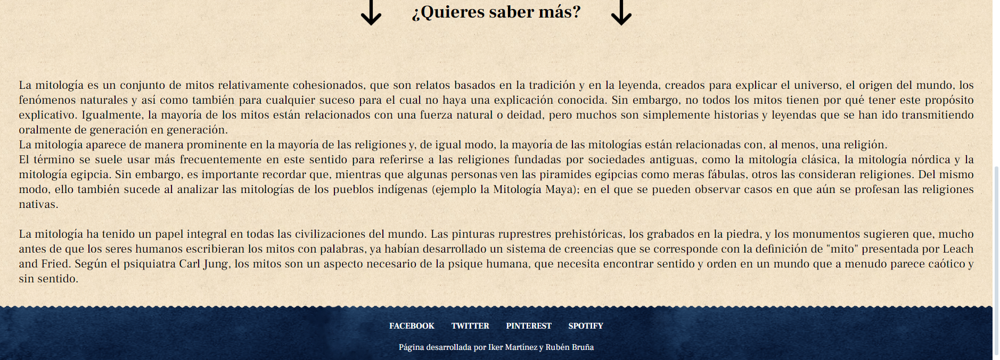 ¿Quieres saber más?
La mitología es un conjunto de mitos relativamente cohesionados, que son relatos basados en la tradición y en la leyenda, creados para explicar el universo, el origen del mundo, los
fenómenos naturales y así como también para cualquier suceso para el cual no haya una explicación conocida. Sin embargo, no todos los mitos tienen por qué tener este propósito
explicativo. Igualmente, la mayoría de los mitos están relacionados con una fuerza natural o deidad, pero muchos son simplemente historias y leyendas que se han ido transmitiendo
oralmente de generación en generación.
La mitología aparece de manera prominente en la mayoría de las religiones y, de igual modo, la mayoría de las mitologías están relacionadas con, al menos, una religión.
El término se suele usar más frecuentemente en este sentido para referirse a las religiones fundadas por sociedades antiguas, como la mitología clásica, la mitología nórdica y la
mitología egipcia. Sin embargo, es importante recordar que, mientras que algunas personas ven las piramides egípcias como meras fábulas, otros las consideran religiones. Del mismo
modo, ello también sucede al analizar las mitologías de los pueblos indígenas (ejemplo la Mitología Maya); en el que se pueden observar casos en que aún se profesan las religiones
nativas.
La mitología ha tenido un papel integral en todas las civilizaciones del mundo. Las pinturas ruprestres prehistóricas, los grabados en la piedra, y los monumentos sugieren que, mucho
antes de que los seres humanos escribieran los mitos con palabras, ya habían desarrollado un sistema de creencias que se corresponde con la definición de "mito" presentada por Leach
and Fried. Según el psiquiatra Carl Jung, los mitos son un aspecto necesario de la psique humana, que necesita encontrar sentido y orden en un mundo que a menudo parece caótico y
sin sentido.
FACEBOOK TWITTER PINTEREST SPOTIFY
Página desarrollada por Iker Martínez y Rubén Bruña